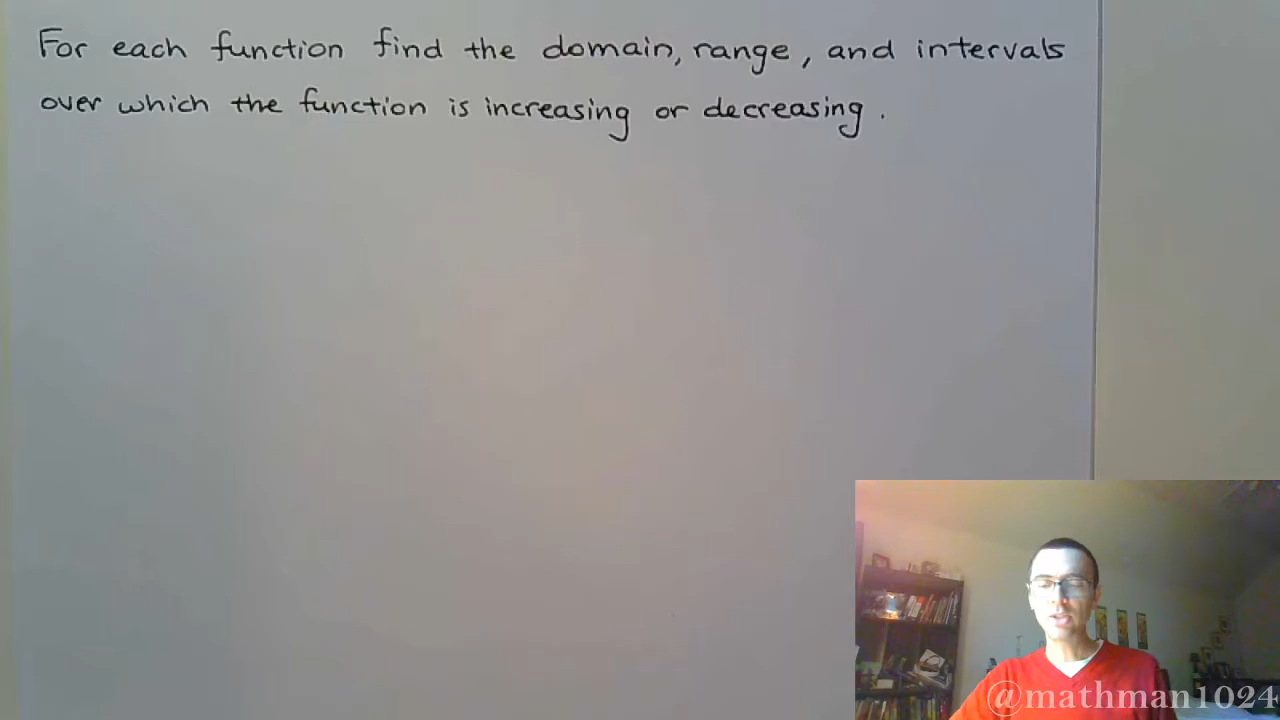 For each function find the domain, range, and intervals
over which the function is increasing or decreasing.
@mathman1024